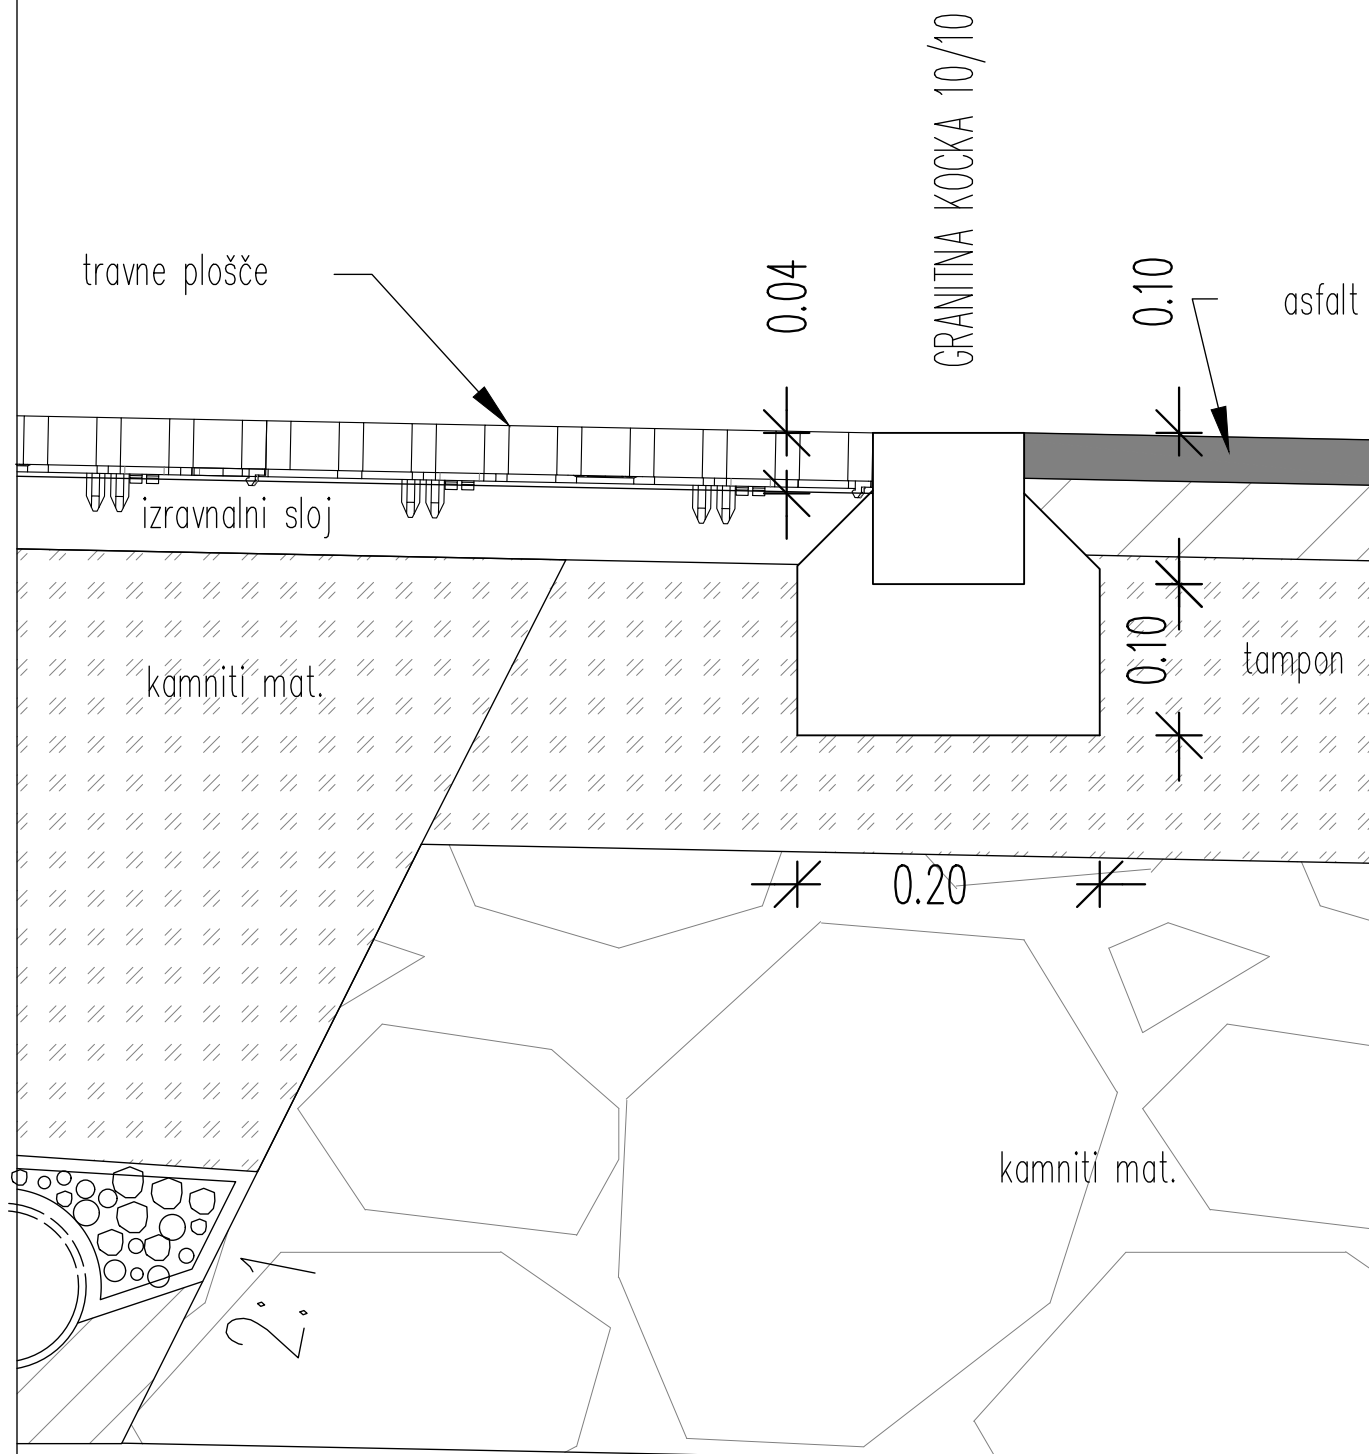 GRANITNA KOCKA 10/10
travne plošče
0.04
0.10
asfalt
izravnalni sloj
kamniti mat.
0.10
tampon
0.20
kamniti mat.
2:1